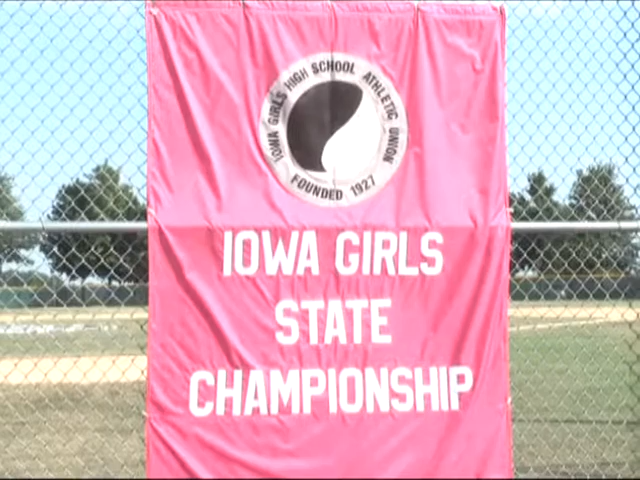 IOWA GIRLS HIGH SCHOOL ATHLETIC UNION
FOUNDED 1927
IOWA GIRLS
STATE
CHAMPIONSHIP